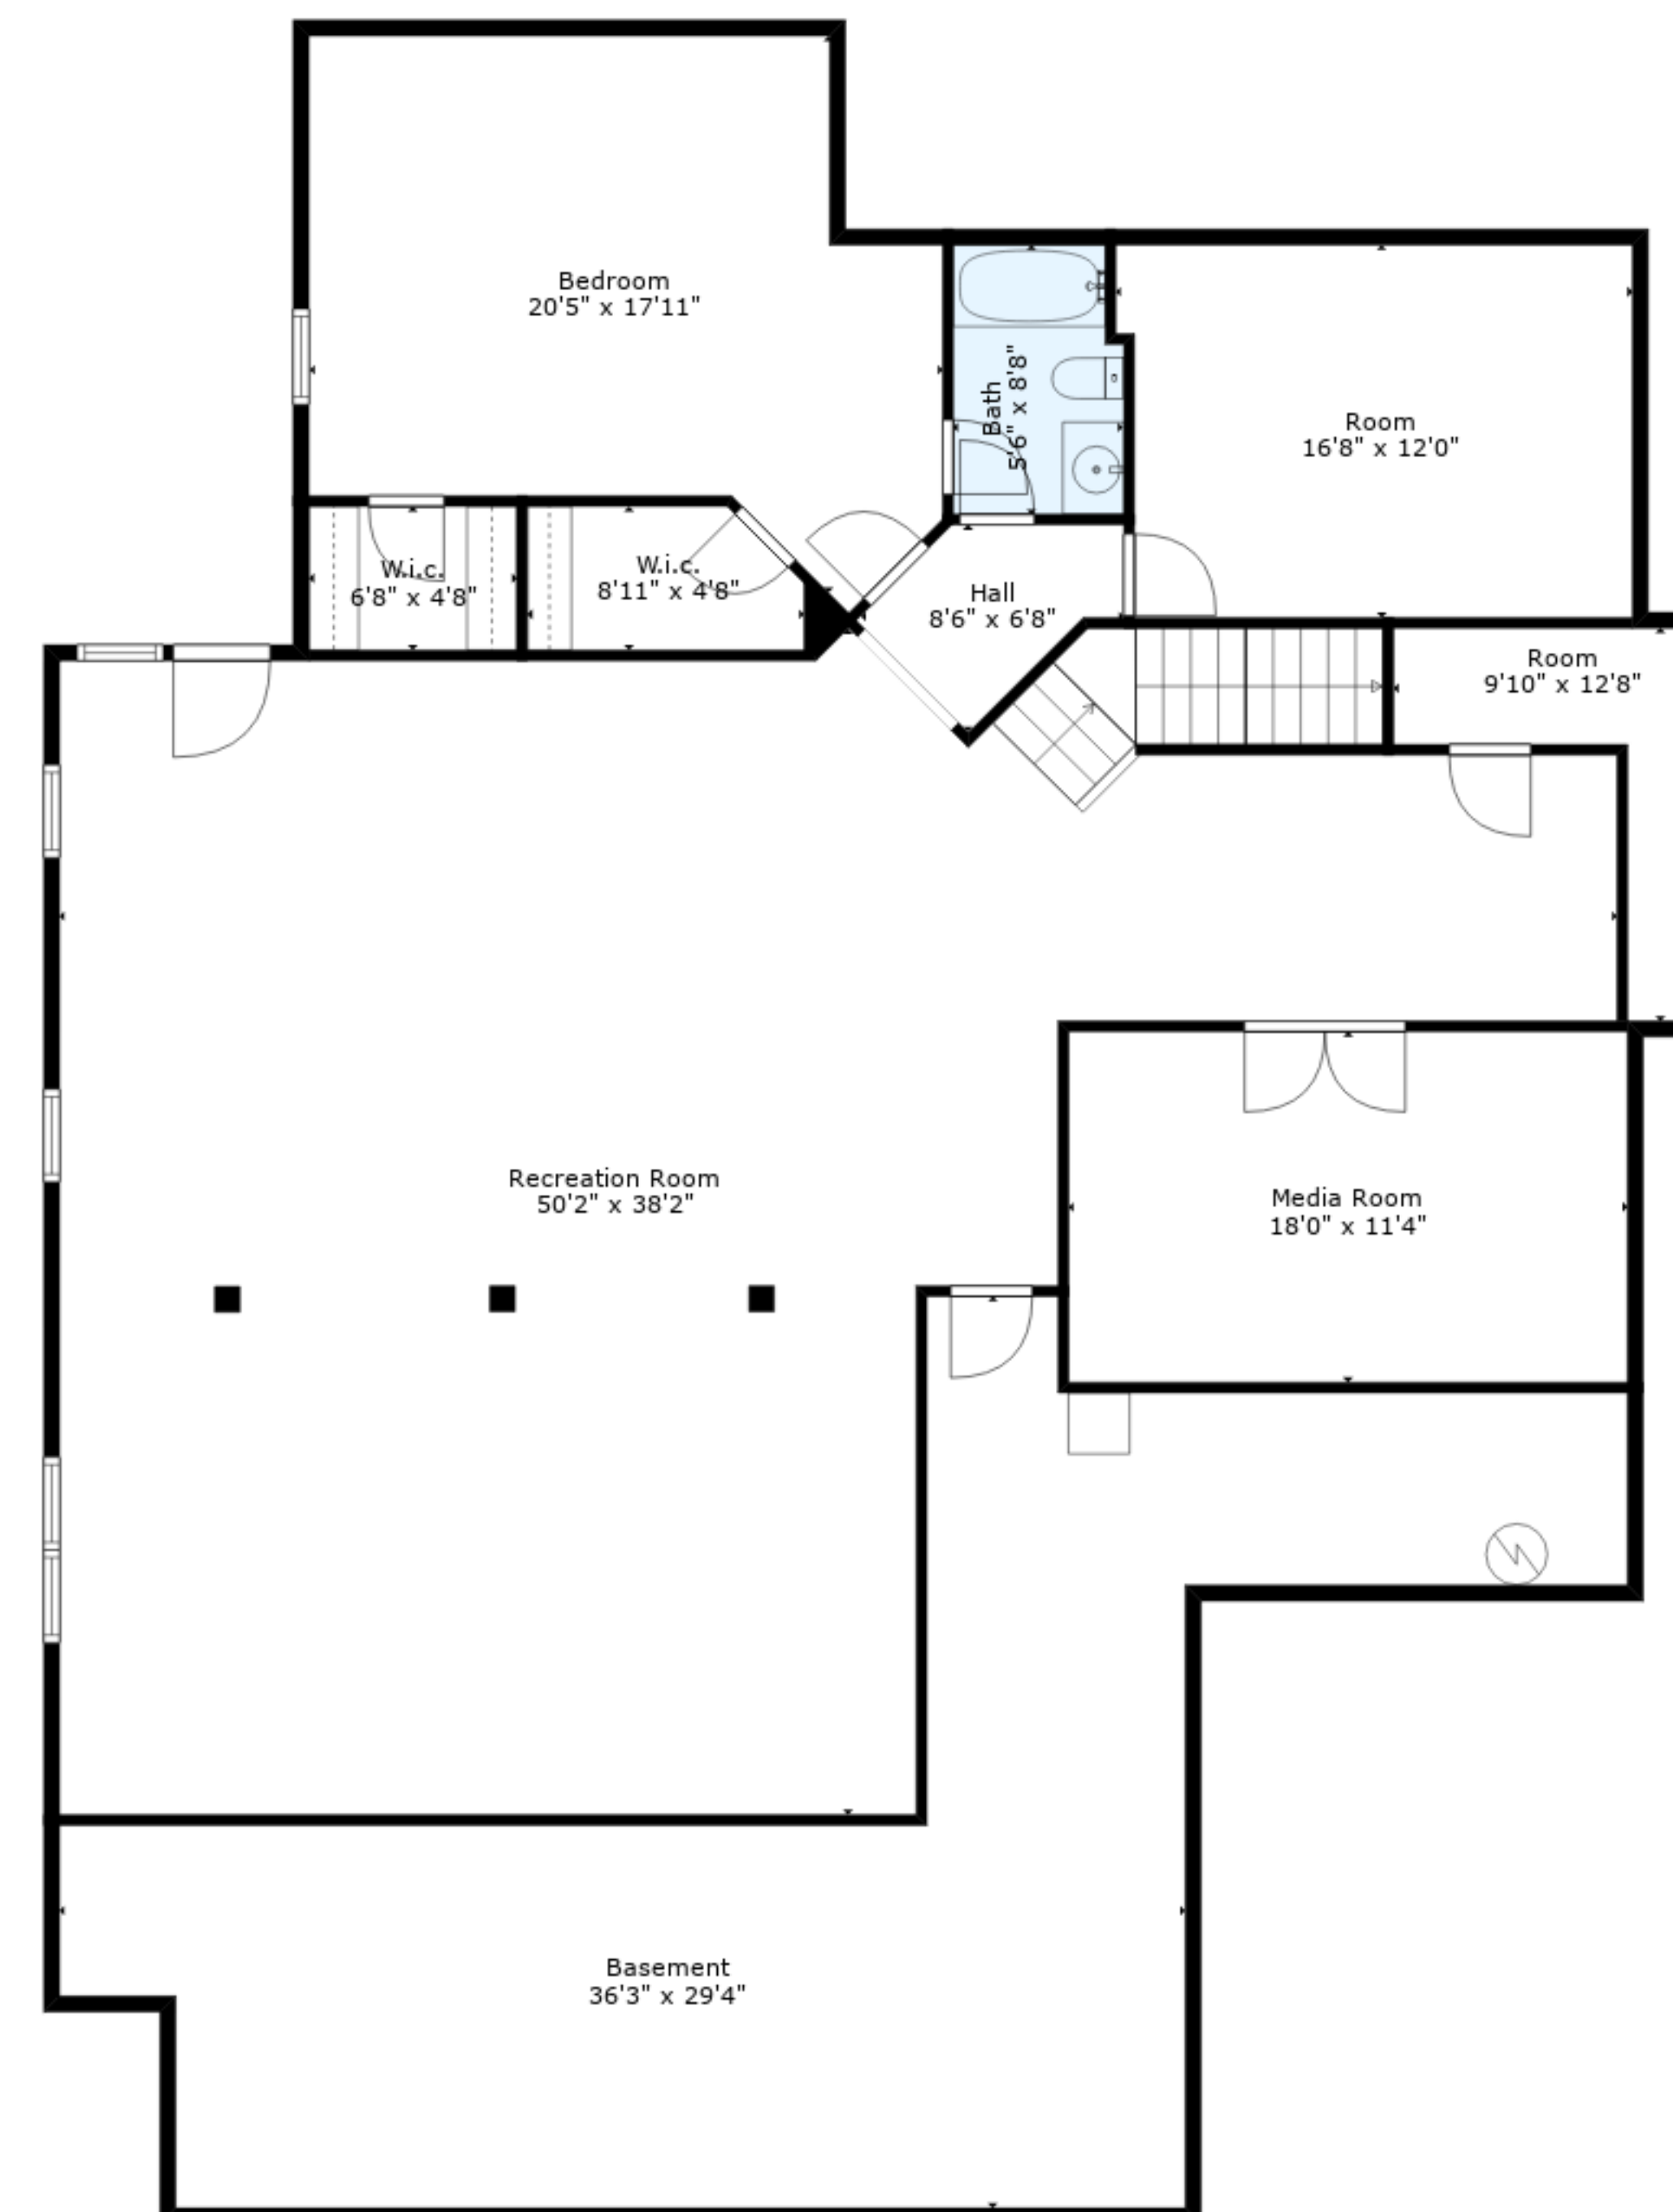 Bedroom
20'5" x 17'11"
Bath
5'6" x 8'8"
Room
16'8" x 12'0"
W.i.c.
6'8" x 4'8"
W.i.c.
8'11" x 4'8"
Hall
8'6" x 6'8"
Room
9'10" x 12'8"
Recreation Room
50'2" x 38'2"
Media Room
18'0" x 11'4"
Basement
36'3" x 29'4"